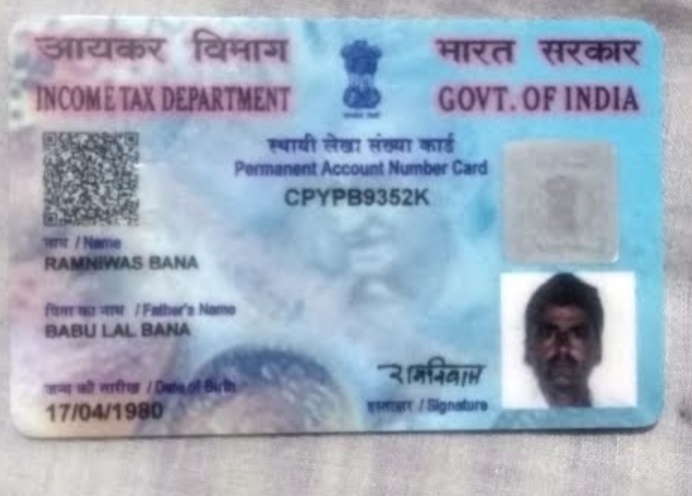 आयकर विभाग
INCOME TAX DEPARTMENT
भारत सरकार
GOVT. OF INDIA
स्थायी लेखा संख्या कार्ड
Permanent Account Number Card
CPYPB9352K
नाम / Name
RAMNIWAS BANA
पिता का नाम / Father's Name
BABU LAL BANA
जन्म की तारीख / Date of Birth
17/04/1980
रामनिवास
हस्ताक्षर / Signature